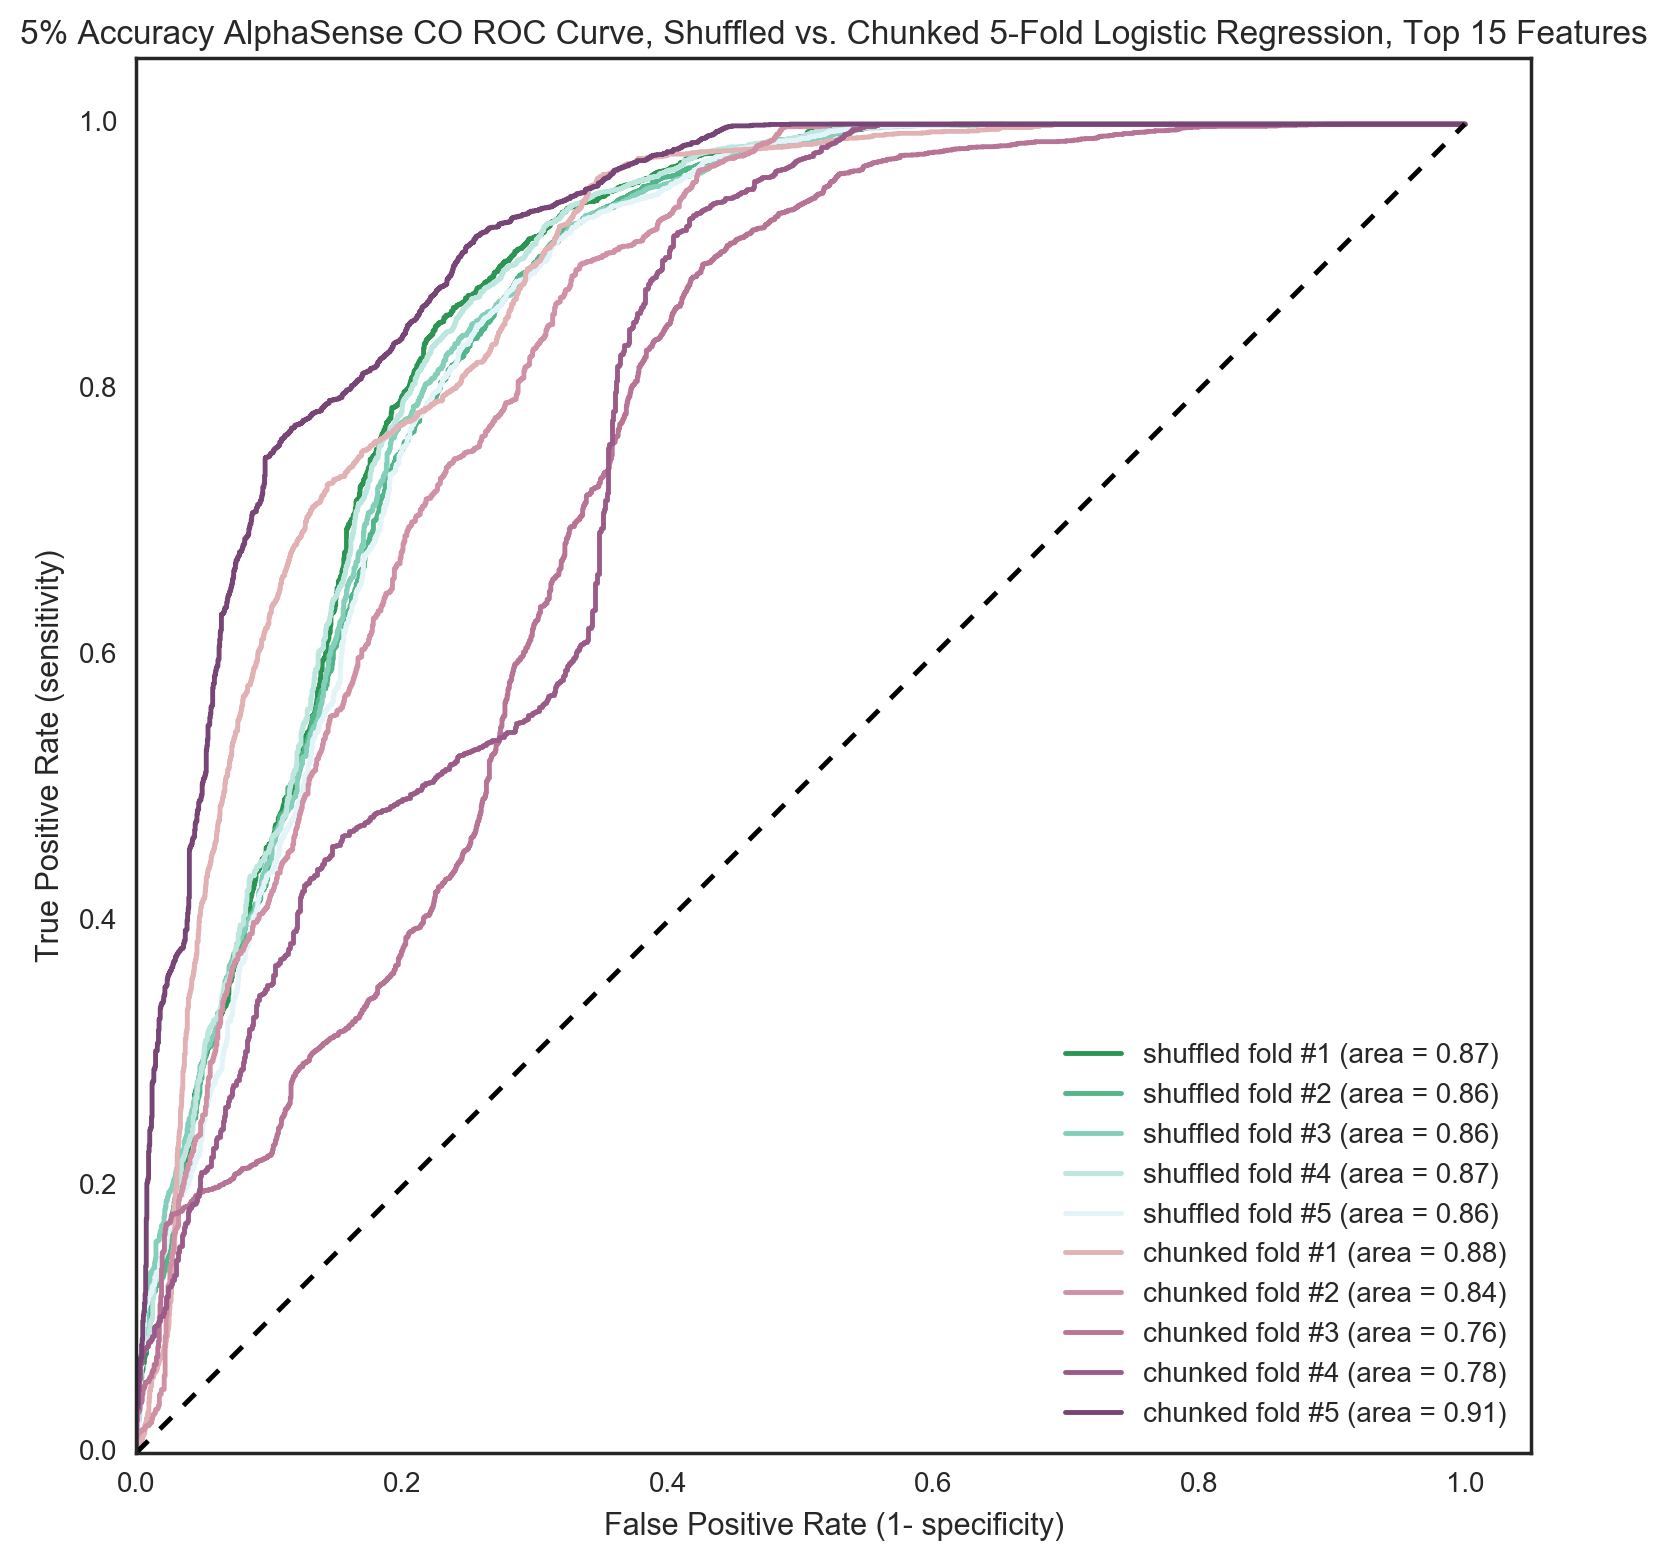 5% Accuracy AlphaSense CO ROC Curve, Shuffled vs. Chunked 5-Fold Logistic Regression, Top 15 Features
True Positive Rate (sensitivity)
1.0
0.8
0.6
0.4
0.2
0.0
shuffled fold #1 (area = 0.87)
shuffled fold #2 (area = 0.86)
shuffled fold #3 (area = 0.86)
shuffled fold #4 (area = 0.87)
shuffled fold #5 (area = 0.86)
chunked fold #1 (area = 0.88)
chunked fold #2 (area = 0.84)
chunked fold #3 (area = 0.76)
chunked fold #4 (area = 0.78)
chunked fold #5 (area = 0.91)
0.0 0.2 0.4 0.6 0.8 1.0
False Positive Rate (1- specificity)